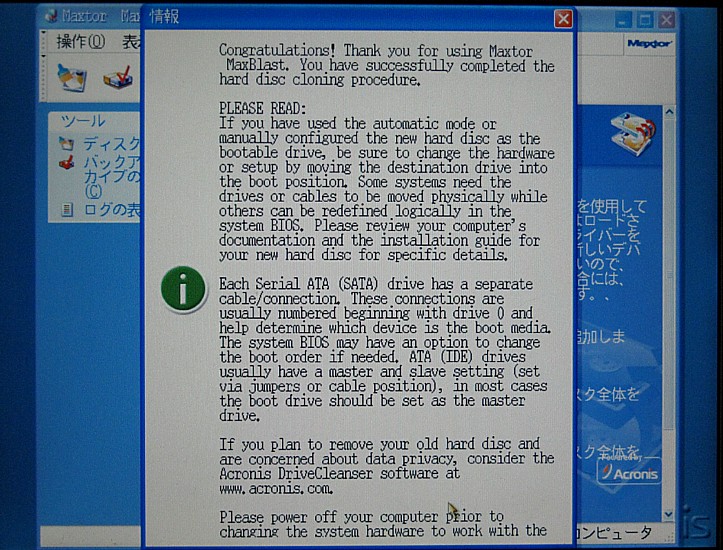 Maxtor Ma
情報
操作(O) 表
Maxtor
ツール
ディスク
バックア
カイブの
(C)
ログの表
Congratulations! Thank you for using Maxtor
MaxBlast. You have successfully completed the
hard disc cloning procedure.
PLEASE READ:
If you have used the automatic mode or
manually configured the new hard disc as the
bootable drive, be sure to change the hardware
or setup by moving the destination drive into
the boot position. Some systems need the
drives or cables to be moved physically while
others can be redefined logically in the
system BIOS. Please review your computer's
documentation and the installation guide for
your new hard disc for specific details.
Each Serial ATA (SATA) drive has a separate
cable/connection. These connections are
usually numbered beginning with drive 0 and
help determine which device is the boot media.
The system BIOS may have an option to change
the boot order if needed. ATA (IDE) drives
usually have a master and slave setting (set
via jumpers or cable position), in most cases
the boot drive should be set as the master
drive.
If you plan to remove your old hard disc and
are concerned about data privacy, consider the
Acronis DriveCleanser software at
www.acronis.com.
Please power off your computer prior to
changing the system hardware to work with the
を使用して
はロードさ
ライバーを
新しいデバ
いので、
合には、
す。、
追加しま
スク全体を
スク全体を
Powered by
Acronis
コンピュータ
is